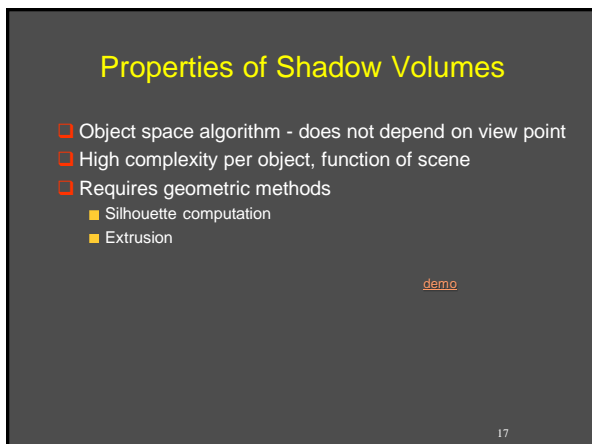 Properties of Shadow Volumes
Object space algorithm - does not depend on view point
High complexity per object, function of scene
Requires geometric methods
Silhouette computation
Extrusion
demo
17